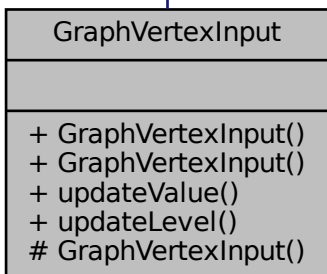 GraphVertexInput
+ GraphVertexInput()
+ GraphVertexInput()
+ updateValue()
+ updateLevel()
# GraphVertexInput()